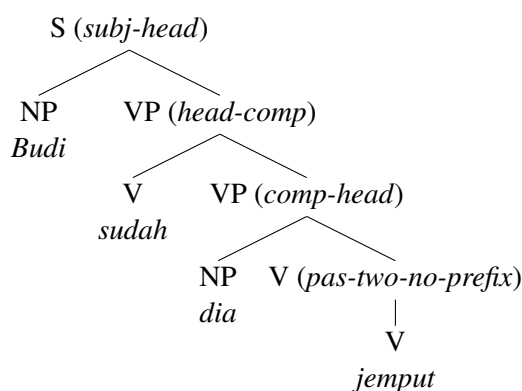 S (subj-head)
NP VP (head-comp)
Budi
V VP (comp-head)
sudah
NP V (pas-two-no-prefix)
dia
V
jemput